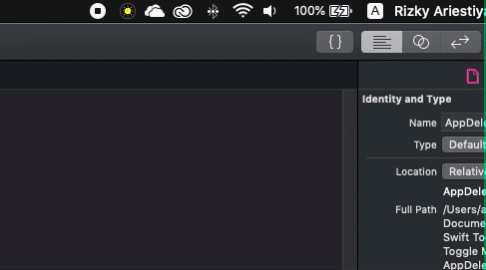 100% A Rizky Ariestiya
{ }
Identity and Type
Name AppDele
Type Default
Location Relative
AppDele
Full Path /Users/a
Docume
Swift To
Toggle M
AppDele